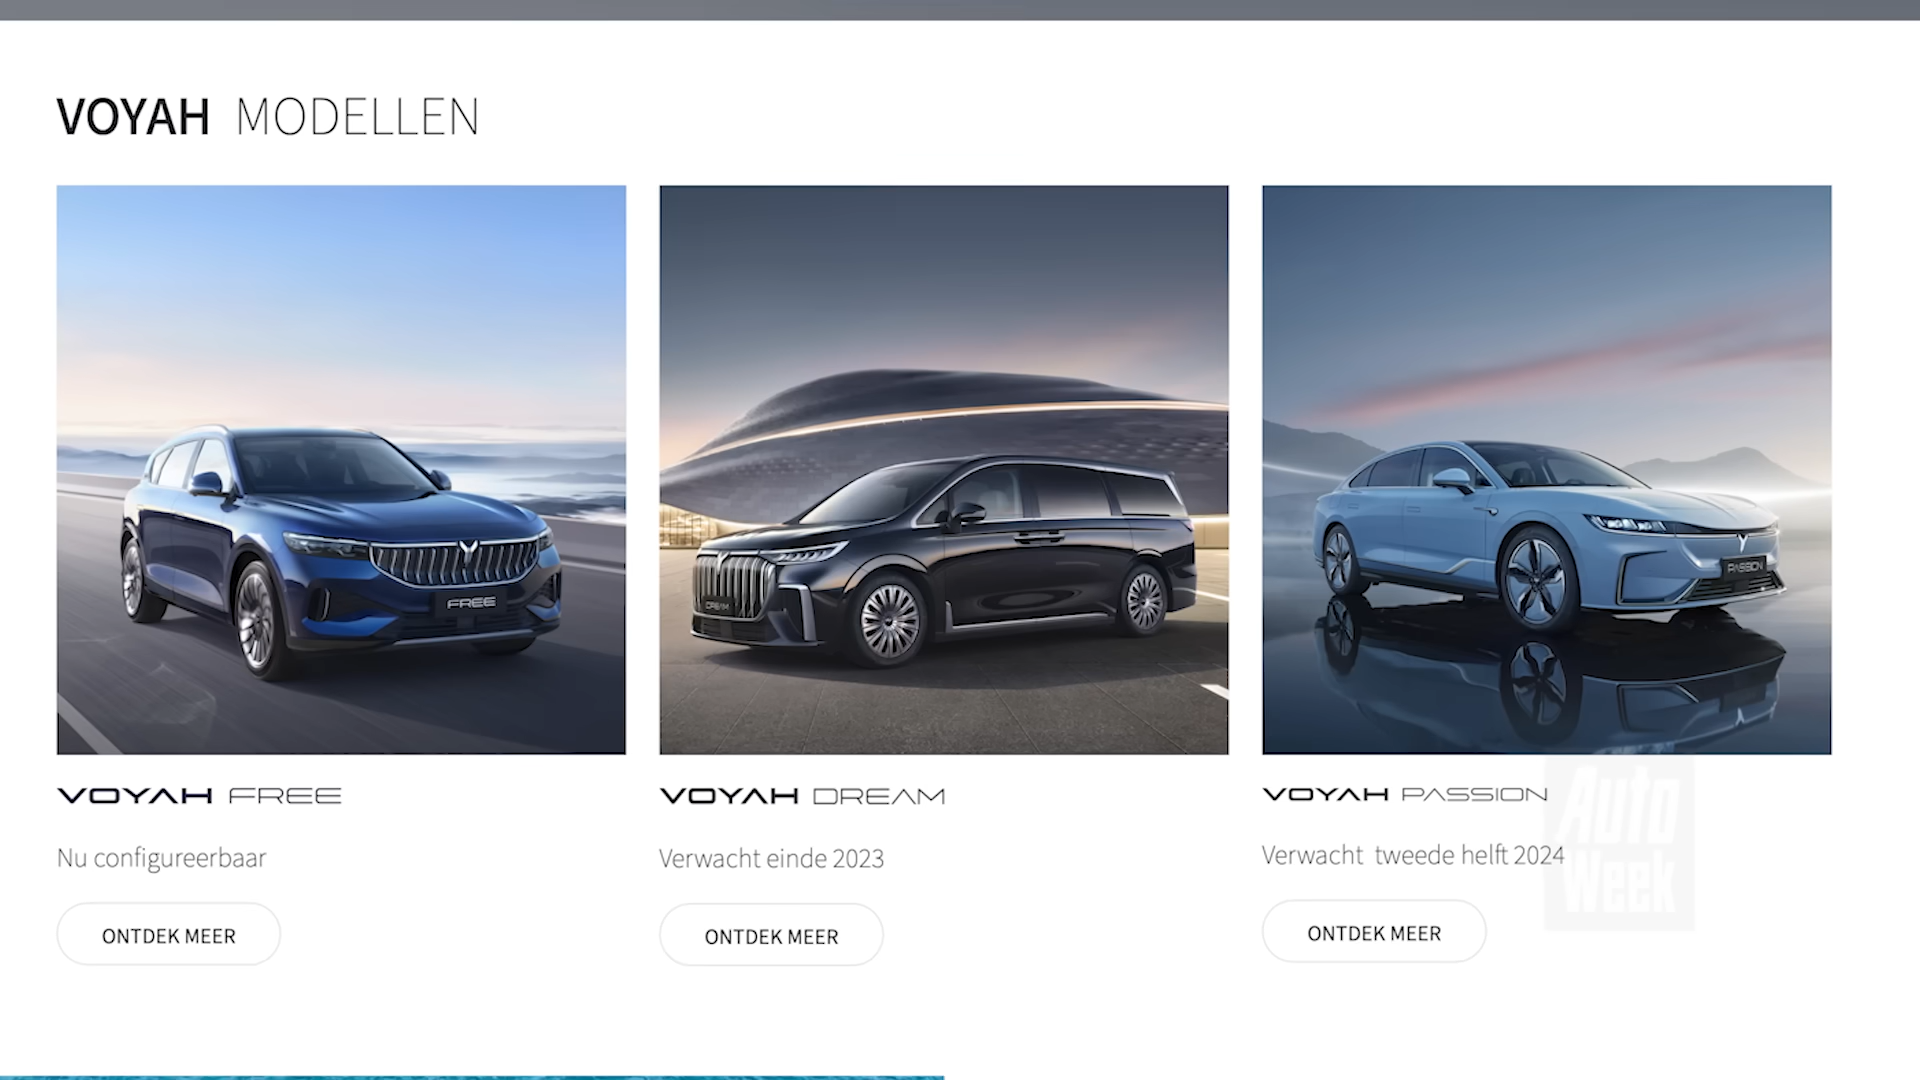 VOYAH MODELLEN
FREE
DREAM
PASSION
VOYAH FREE
VOYAH DREAM
VOYAH PASSION
Nu configureerbaar
Verwacht einde 2023
Verwacht tweede helft 2024
ONTDEK MEER
ONTDEK MEER
ONTDEK MEER
Auto
Week